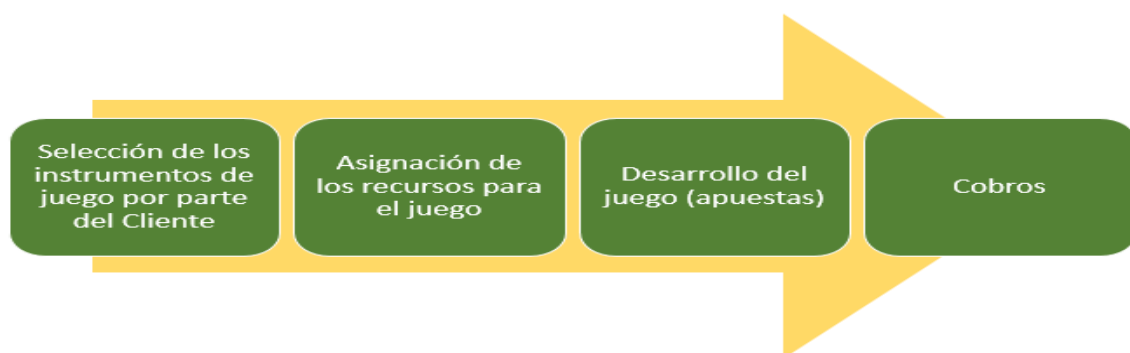 Selección de los
instrumentos de
juego por parte
del Cliente
Asignación de
los recursos para
el juego
Desarrollo del
juego (apuestas)
Cobros